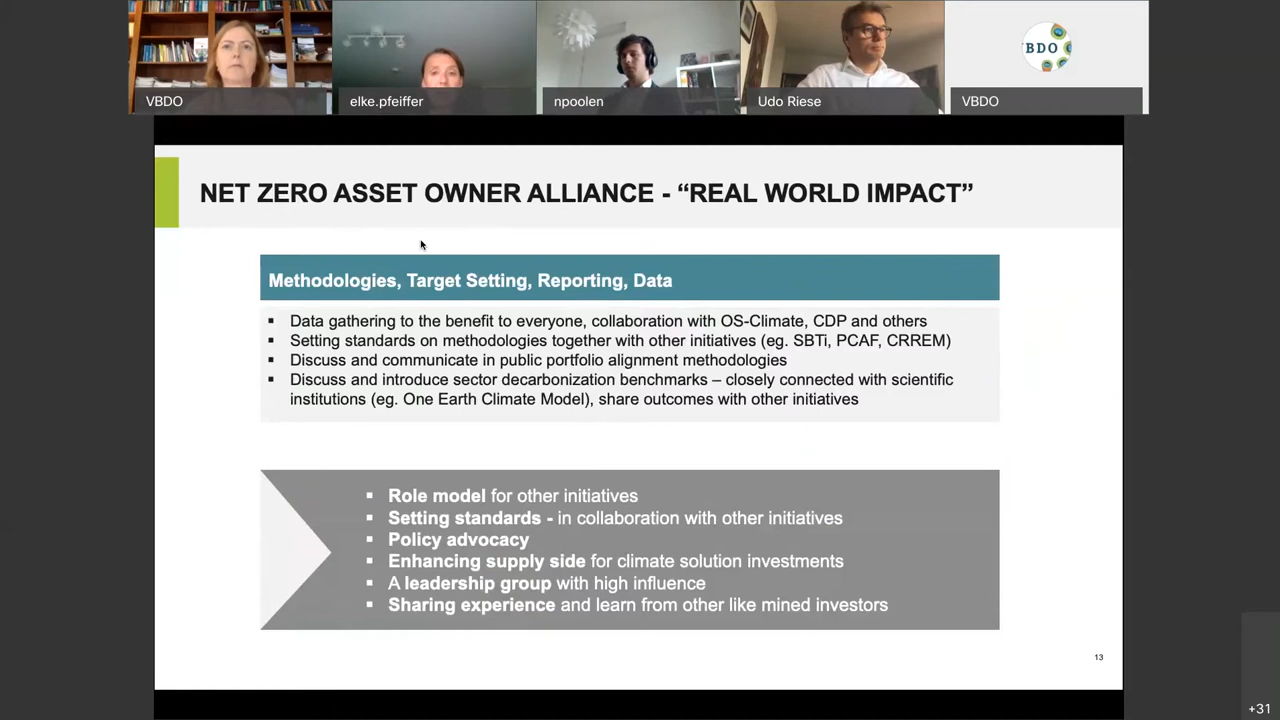 VBDO
elke.pfeiffer
npoolen
Udo Riese
BDO
VBDO
NET ZERO ASSET OWNER ALLIANCE - “REAL WORLD IMPACT”
Methodologies, Target Setting, Reporting, Data
▪ Data gathering to the benefit to everyone, collaboration with OS-Climate, CDP and others
▪ Setting standards on methodologies together with other initiatives (eg. SBTi, PCAF, CRREM)
▪ Discuss and communicate in public portfolio alignment methodologies
▪ Discuss and introduce sector decarbonization benchmarks – closely connected with scientific
institutions (eg. One Earth Climate Model), share outcomes with other initiatives
▪ Role model for other initiatives
▪ Setting standards - in collaboration with other initiatives
▪ Policy advocacy
▪ Enhancing supply side for climate solution investments
▪ A leadership group with high influence
▪ Sharing experience and learn from other like mined investors
13
+31